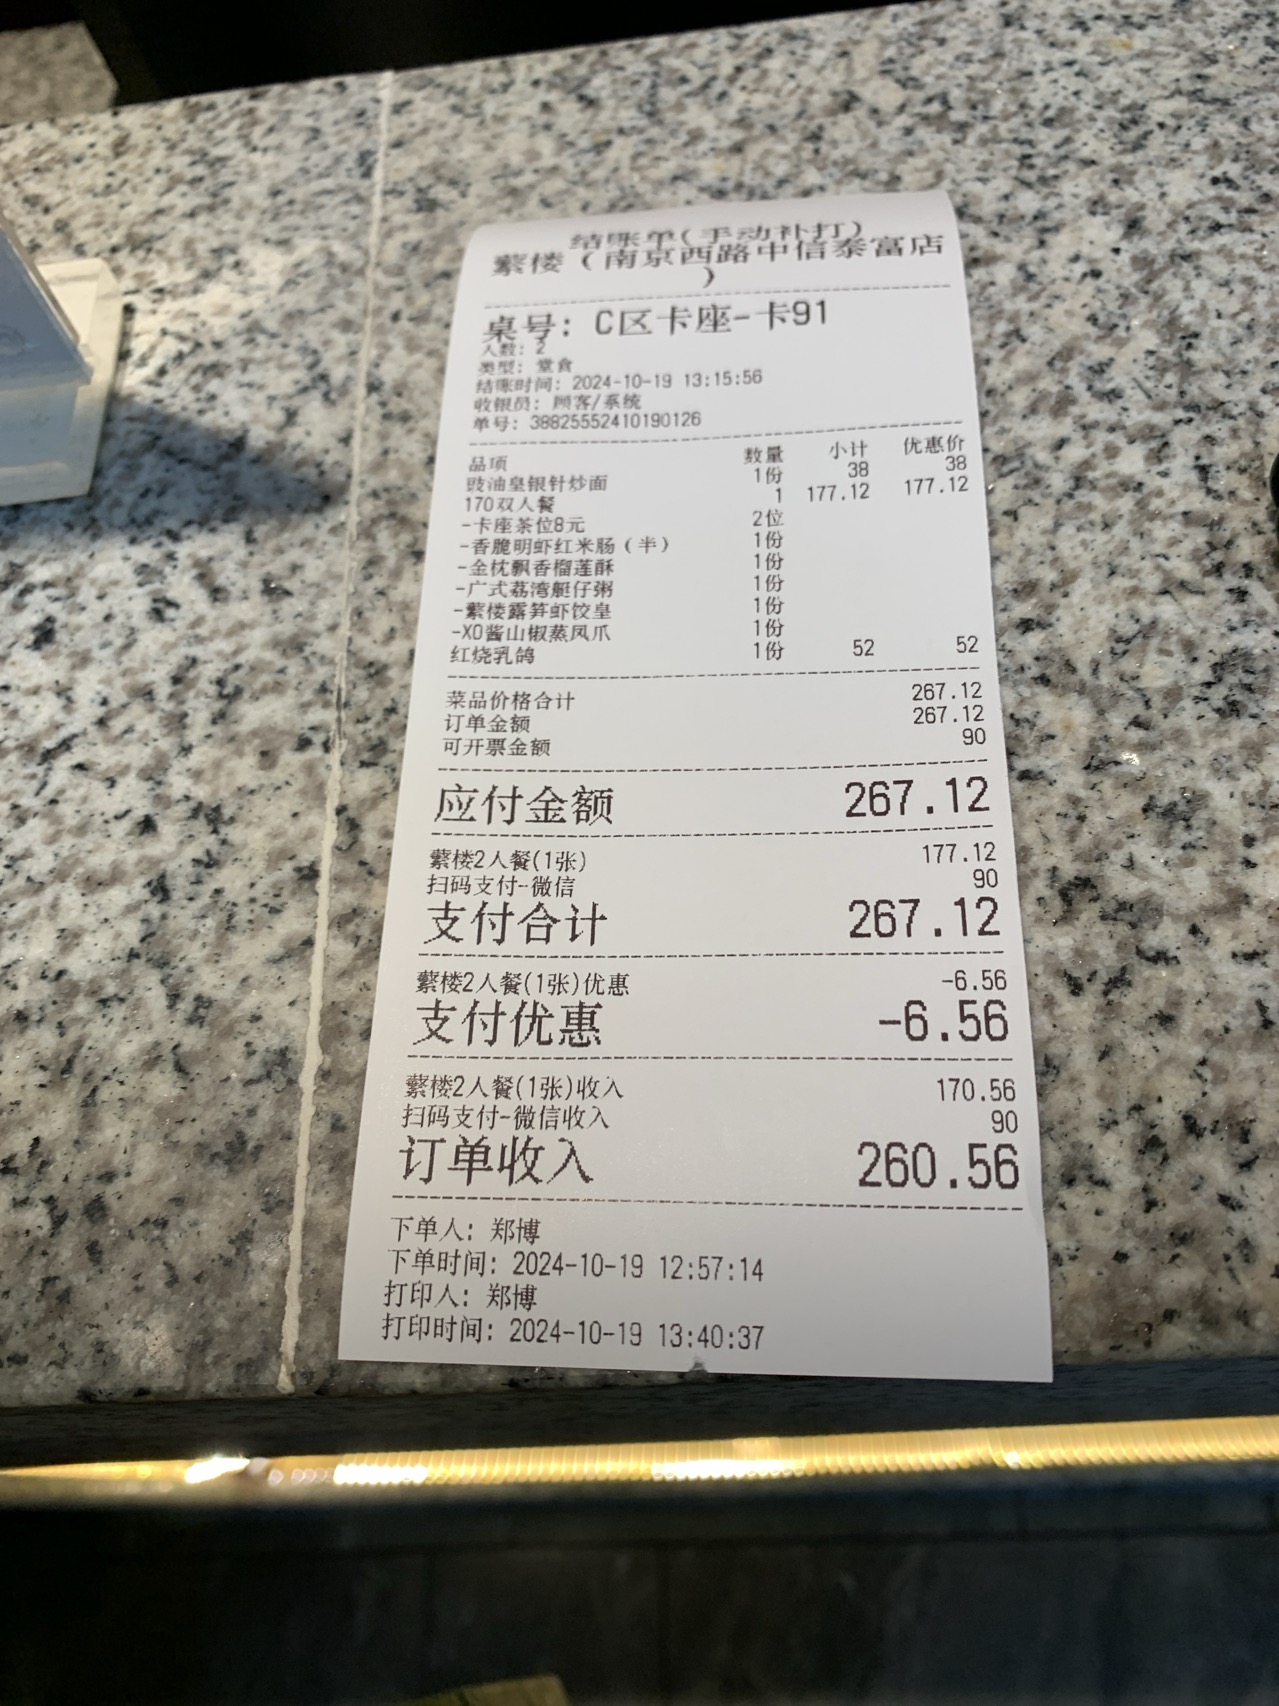 结账单(手动补打)
蘩楼（南京西路中信泰富店
）
桌号: C区卡座-卡91
人数: 2
类型: 堂食
结账时间: 2024-10-19 13:15:56
收银员: 顾客/系统
单号: 38825552410190126
品项 数量 小计 优惠价
豉油皇银针炒面 1份 38 38
170双人餐 1 177.12 177.12
-卡座茶位8元 2位
-香脆明虾红米肠（半） 1份
-金枕飘香榴莲酥 1份
-广式荔湾艇仔粥 1份
-蘩楼露笋虾饺皇 1份
-XO酱山椒蒸凤爪 1份
红烧乳鸽 1份 52 52
菜品价格合计 267.12
订单金额 267.12
可开票金额 90
应付金额 267.12
蘩楼2人餐(1张) 177.12
扫码支付-微信 90
支付合计 267.12
蘩楼2人餐(1张)优惠 -6.56
支付优惠 -6.56
蘩楼2人餐(1张)收入 170.56
扫码支付-微信收入 90
订单收入 260.56
下单人: 郑博
下单时间: 2024-10-19 12:57:14
打印人: 郑博
打印时间: 2024-10-19 13:40:37